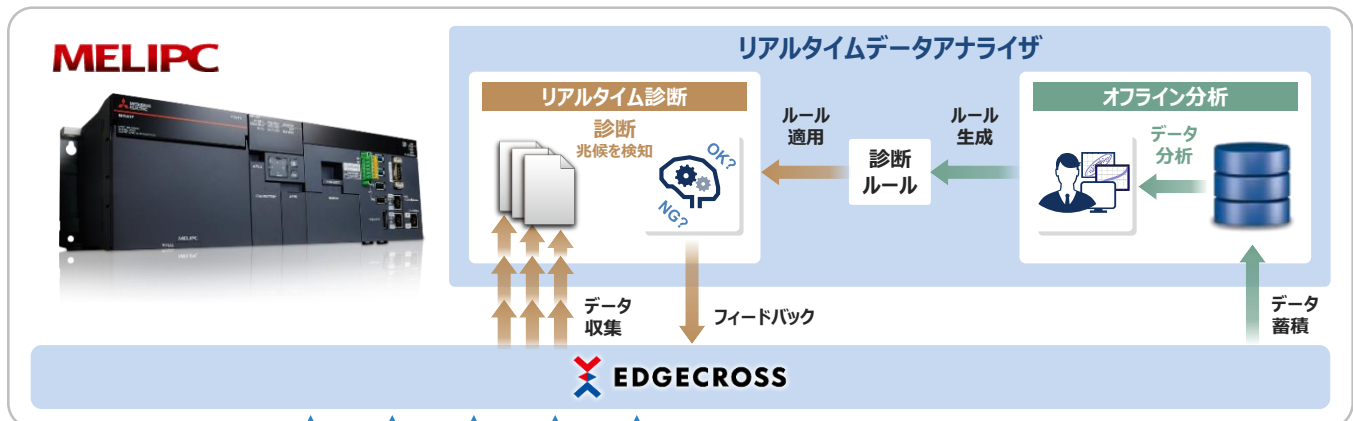 MELIPC
リアルタイムデータアナライザ
リアルタイム診断
診断
兆候を検知
OK?
NG?
ルール
適用
診断
ルール
ルール
生成
オフライン分析
データ
分析
データ
収集
フィードバック
データ
蓄積
EDGECROSS
MITSUBISHI
ELECTRIC
MELIPC